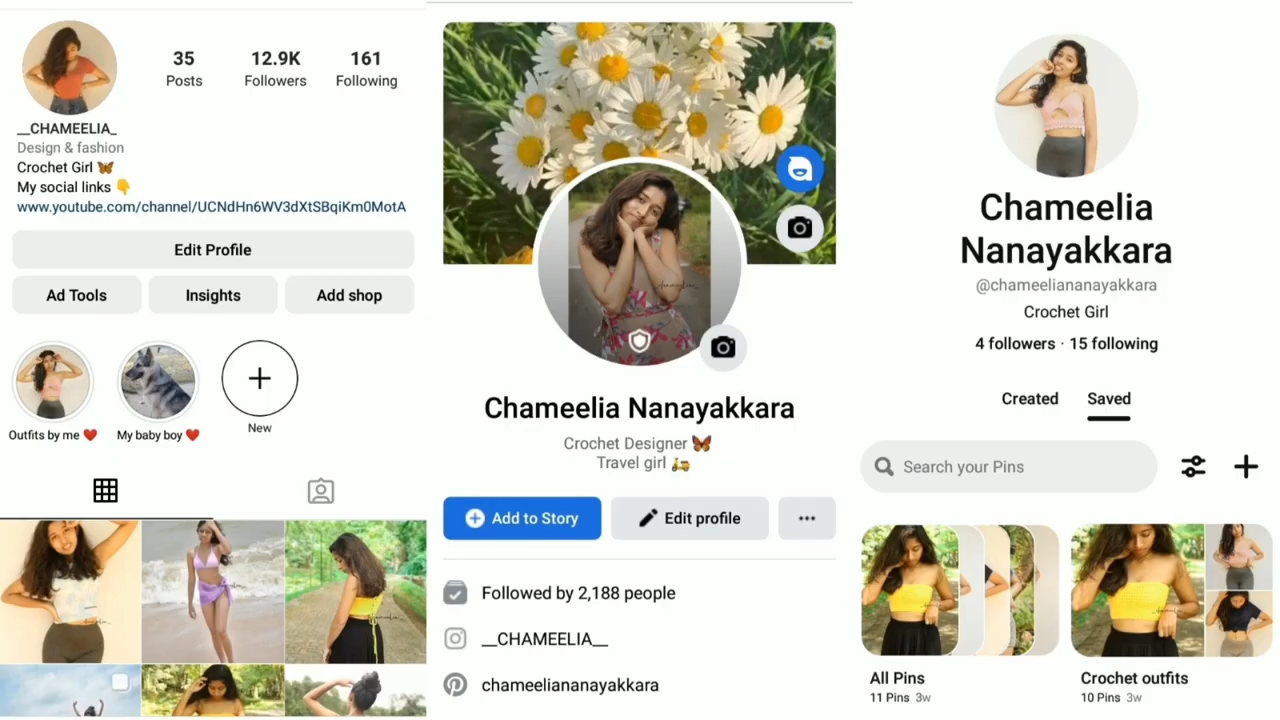 35
12.9K
161
Posts
Followers
Following
__CHAMEELIA_
Design & fashion
Crochet Girl 🦋
My social links 👇
www.youtube.com/channel/UCNdHn6WV3dXtSBqiKm0MotA
Edit Profile
Ad Tools
Insights
Add shop
Outfits by me ❤️
My baby boy ❤️
New
Chameelia Nanayakkara
Crochet Designer 🦋
Travel girl 🛵
Add to Story
Edit profile
Followed by 2,188 people
__CHAMEELIA__
chameeliananayakkara
Chameelia
Nanayakkara
@chameeliananayakkara
Crochet Girl
4 followers · 15 following
Created
Saved
Search your Pins
All Pins
11 Pins 3w
Crochet outfits
10 Pins 3w